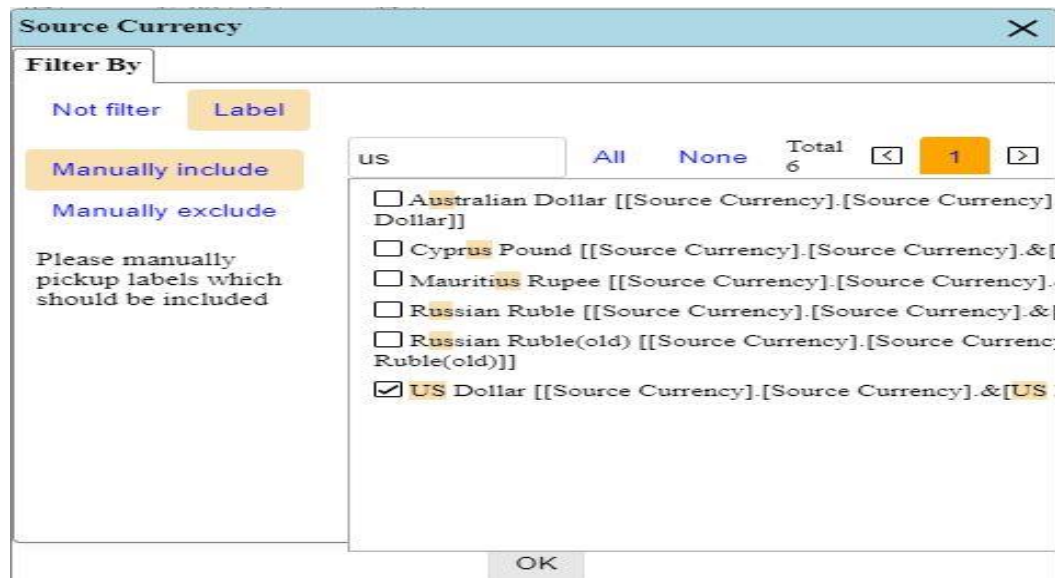 Source Currency
Filter By
Not filter Label
Manually include
Manually exclude
Please manually
pickup labels which
should be included
us All None Total 6 < 1 >
Australian Dollar [[Source Currency].[Source Currency]
Dollar]]
Cyprus Pound [[Source Currency].[Source Currency].&[
Mauritius Rupee [[Source Currency].[Source Currency].
Russian Ruble [[Source Currency].[Source Currency].&[
Russian Ruble(old) [[Source Currency].[Source Currency
Ruble(old)]]
US Dollar [[Source Currency].[Source Currency].&[US
OK